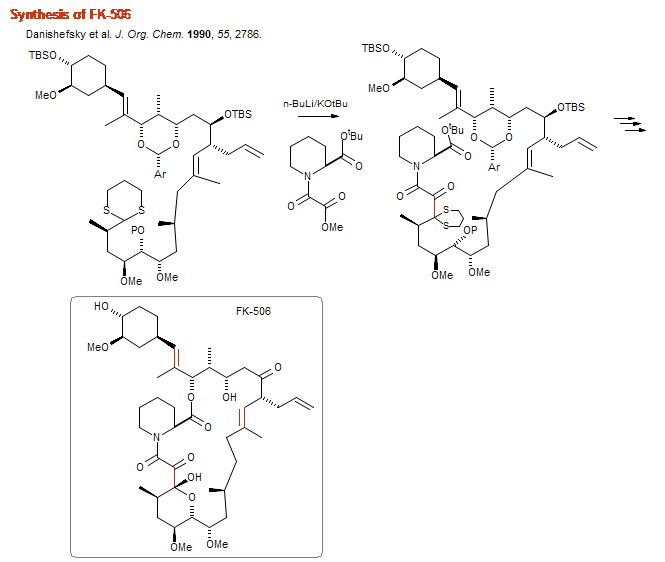 Synthesis of FK-506
Danishefsky et al. J. Org. Chem. 1990, 55, 2786.
TBSO
MeO
OTBS
O
O
Ar
S
S
PO
OMe
OMe
n-BuLi/KOtBu
OtBu
O
N
O
O
OMe
TBSO
MeO
OTBS
O
O
Ar
OtBu
O
N
O
O
S
S
OP
OMe
OMe
FK-506
HO
MeO
O
O
OH
O
N
O
O
OH
O
OMe
OMe